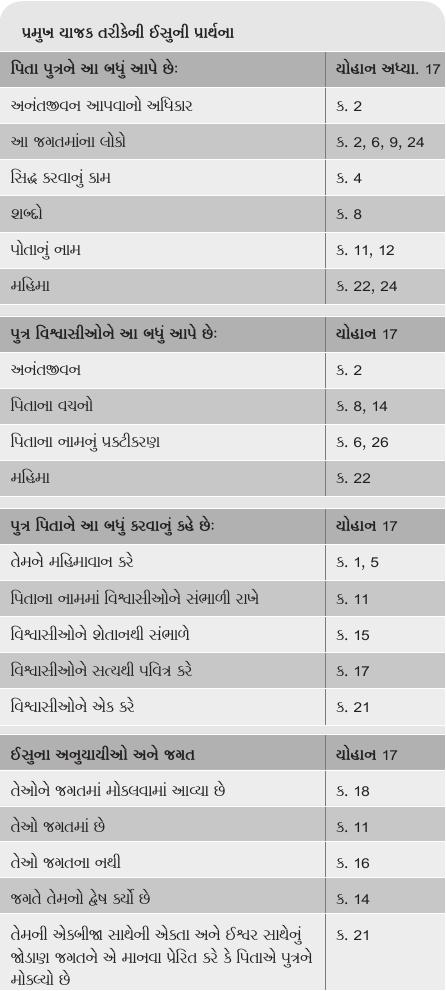 પ્રમુખ યાજક તરીકેની ઈસુની પ્રાર્થના
પિતા પુત્રને આ બધું આપે છેઃ યોહાન અધ્યા. 17
અનંતજીવન આપવાનો અધિકાર ક. 2
આ જગતમાંના લોકો ક. 2, 6, 9, 24
સિદ્ધ કરવાનું કામ ક. 4
શબ્દો ક. 8
પોતાનું નામ ક. 11, 12
મહિમા ક. 22, 24
પુત્ર વિશ્વાસીઓને આ બધું આપે છેઃ યોહાન 17
અનંતજીવન ક. 2
પિતાના વચનો ક. 8, 14
પિતાના નામનું પ્રક્ટીકરણ ક. 6, 26
મહિમા ક. 22
પુત્ર પિતાને આ બધું કરવાનું કહે છેઃ યોહાન 17
તેમને મહિમાવાન કરે ક. 1, 5
પિતાના નામમાં વિશ્વાસીઓને સંભાળી રાખે ક. 11
વિશ્વાસીઓને શેતાનથી સંભાળે ક. 15
વિશ્વાસીઓને સત્યથી પવિત્ર કરે ક. 17
વિશ્વાસીઓને એક કરે ક. 21
ઈસુના અનુયાયીઓ અને જગત યોહાન 17
તેઓને જગતમાં મોકલવામાં આવ્યા છે ક. 18
તેઓ જગતમાં છે ક. 11
તેઓ જગતના નથી ક. 16
જગતે તેમનો દ્વેષ ર્ક્યો છે ક. 14
તેમની એકબીજા સાથેની એક્તા અને ઈશ્વર સાથેનું ક. 21
જોડાણ જગતને એ માનવા પ્રેરિત કરે કે પિતાએ પુત્રને
મોકલ્યો છે